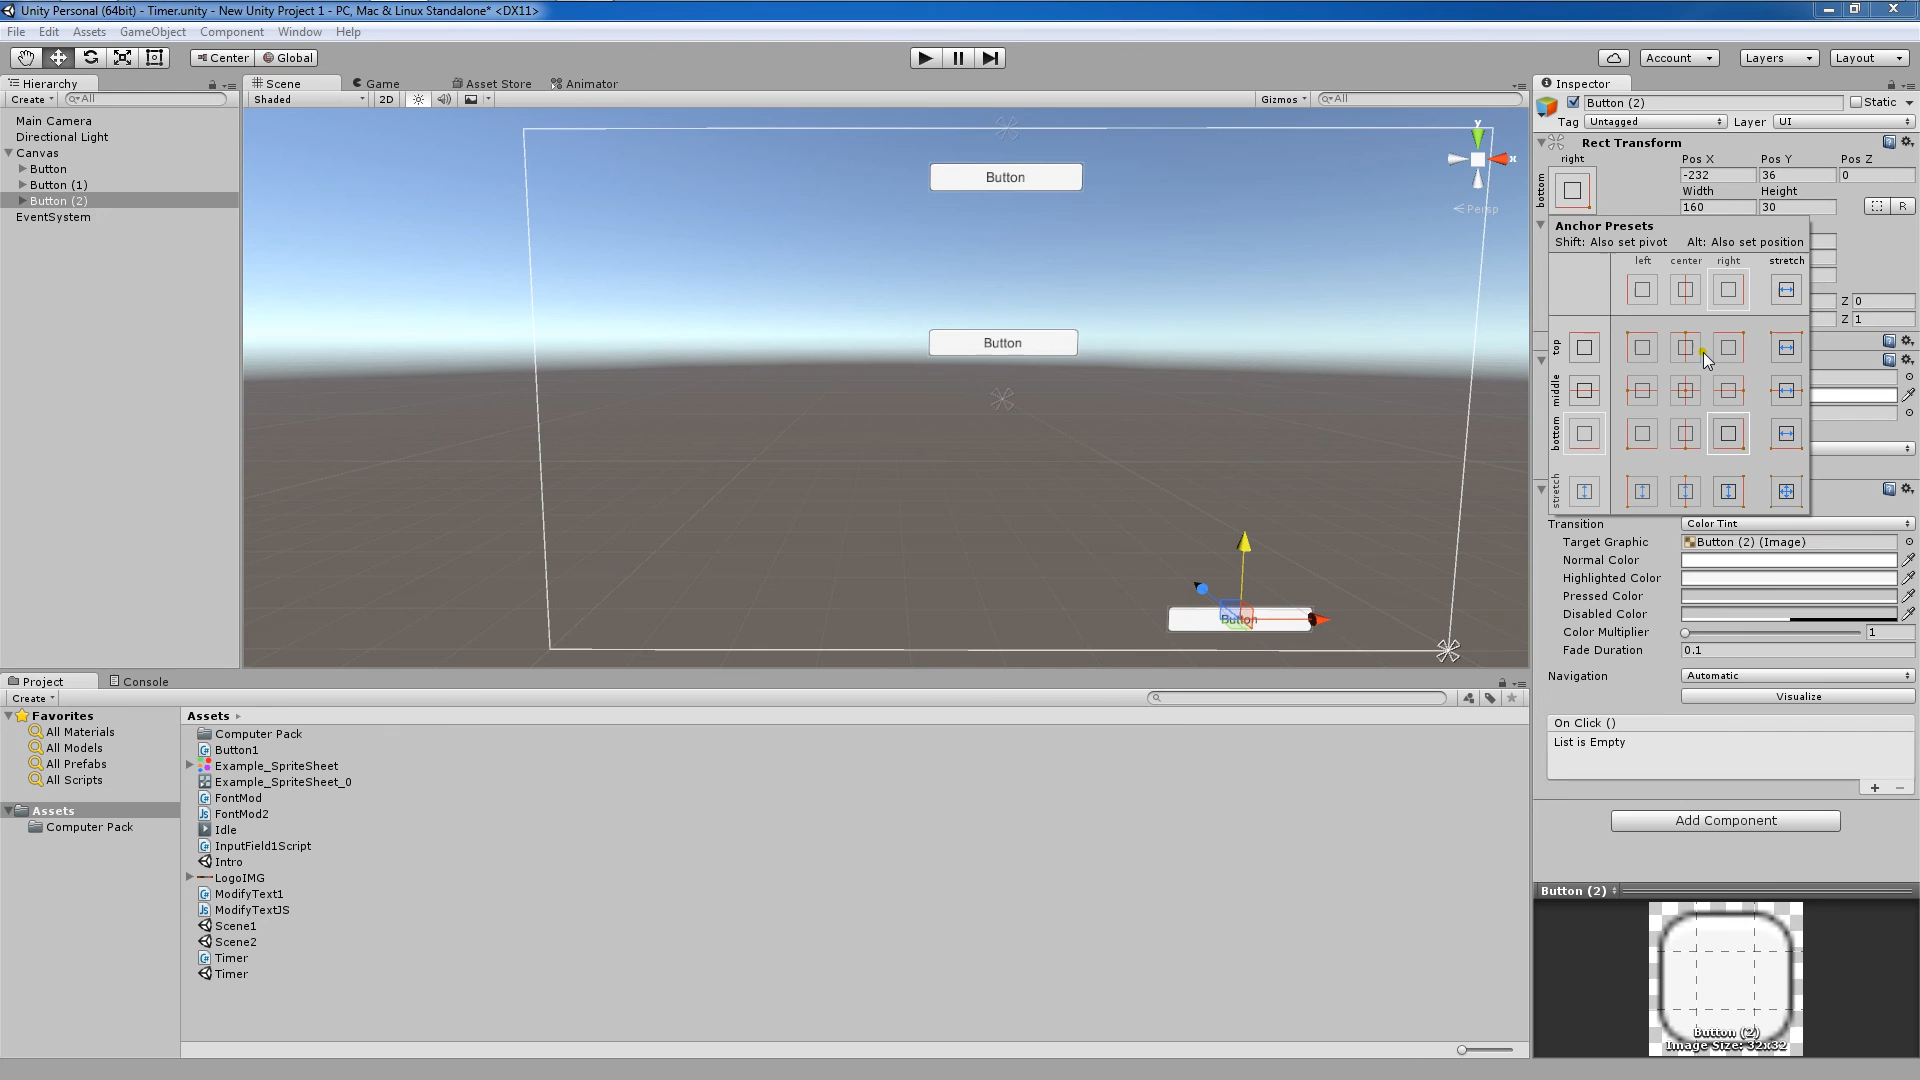 Unity Personal (64bit) - Timer.unity - New Unity Project 1 - PC, Mac & Linux Standalone* <DX11>
File Edit Assets GameObject Component Window Help
Center Global Account Layers Layout
Hierarchy Scene Game Asset Store Animator Inspector
Create All Shaded 2D Gizmos All
Button (2) Static
Tag Untagged Layer UI
Main Camera
Directional Light
Canvas
Button
Button (1)
Button (2)
EventSystem
y
x
Persp
Button
Button
Button
Rect Transform
right Pos X Pos Y Pos Z
bottom -232 36 0
Width Height
160 30 R
Anchor Presets
Shift: Also set pivot Alt: Also set position
left center right stretch
top
middle
bottom
stretch
Z 0
Z 1
Transition Color Tint
Target Graphic Button (2) (Image)
Normal Color
Highlighted Color
Pressed Color
Disabled Color
Color Multiplier 1
Fade Duration 0.1
Navigation Automatic
Visualize
On Click ()
List is Empty
Add Component
Project Console
Create
Favorites
All Materials
All Models
All Prefabs
All Scripts
Assets
Computer Pack
Assets
Computer Pack
Button1
Example_SpriteSheet
Example_SpriteSheet_0
FontMod
FontMod2
Idle
InputField1Script
Intro
LogoIMG
ModifyText1
ModifyTextJS
Scene1
Scene2
Timer
Timer
Button (2)
Button (2)
Image Size: 32x32